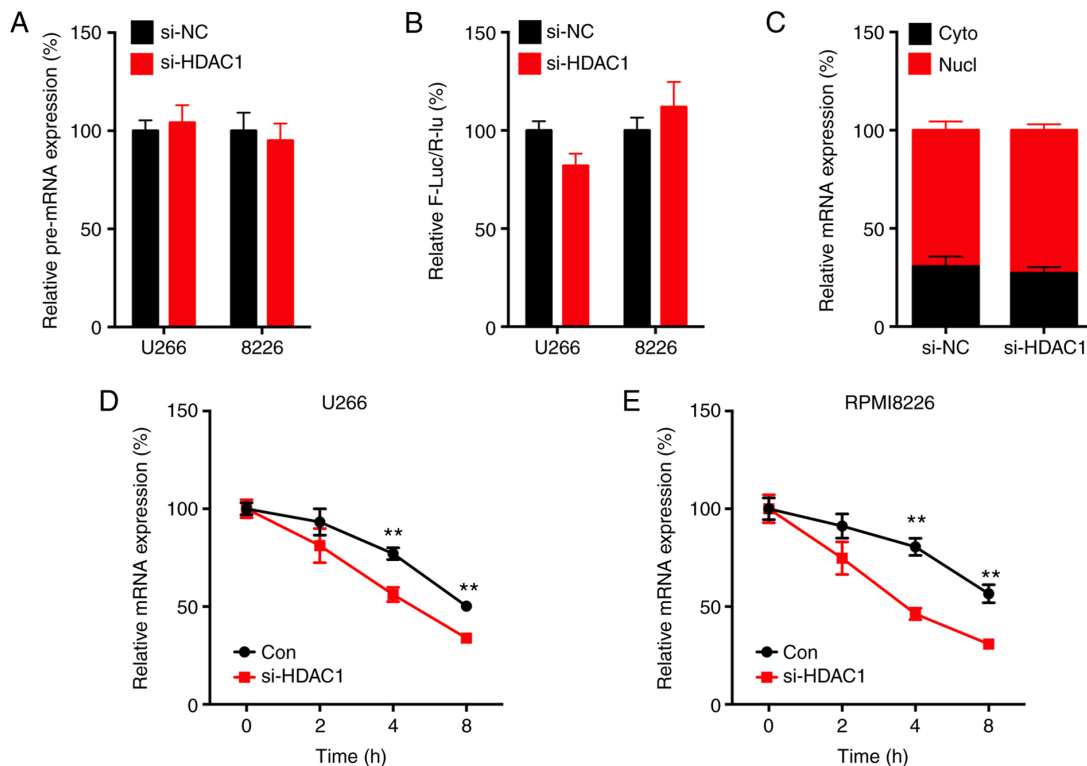 A
si-NC
si-HDAC1
Relative pre-mRNA expression (%)
150
100
50
0
U266
8226
B
si-NC
si-HDAC1
Relative F-Luc/R-lu (%)
150
100
50
0
U266
8226
C
Cyto
Nucl
Relative mRNA expression (%)
150
100
50
0
si-NC
si-HDAC1
D
U266
Relative mRNA expression (%)
150
100
50
0
**
**
Con
si-HDAC1
0 2 4 8
Time (h)
E
RPMI8226
Relative mRNA expression (%)
150
100
50
0
**
**
Con
si-HDAC1
0 2 4 8
Time (h)